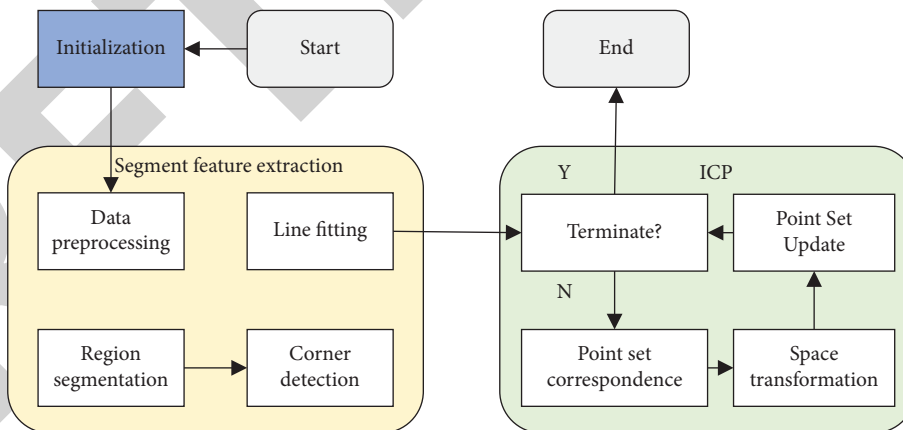 Initialization
Start
End
Segment feature extraction
Data
preprocessing
Line fitting
Region
segmentation
Corner
detection
Y
ICP
Terminate?
Point Set
Update
N
Point set
correspondence
Space
transformation